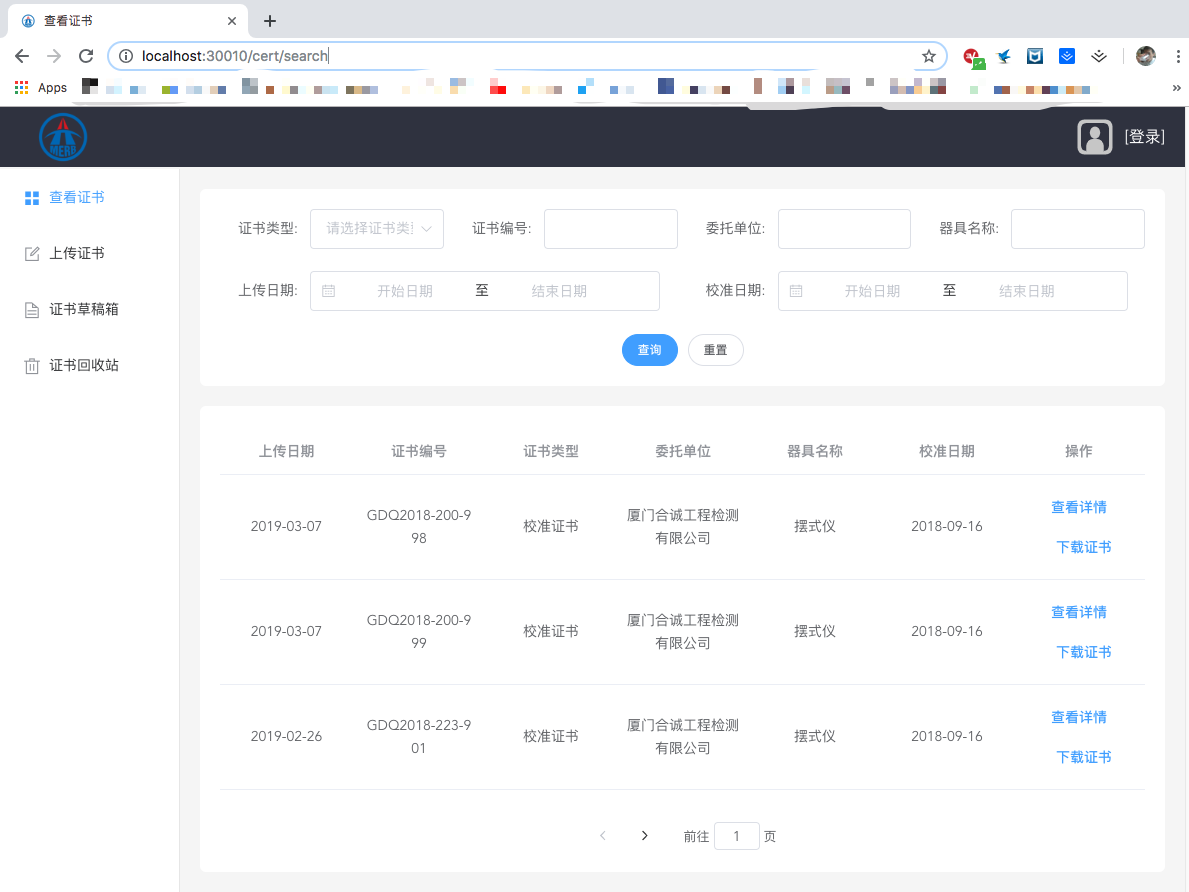 查看证书
localhost:30010/cert/search
Apps
MERB
[登录]
查看证书
上传证书
证书草稿箱
证书回收站
证书类型: 请选择证书类 证书编号: 委托单位: 器具名称:
上传日期: 开始日期 至 结束日期 校准日期: 开始日期 至 结束日期
查询 重置
上传日期 证书编号 证书类型 委托单位 器具名称 校准日期 操作
2019-03-07 GDQ2018-200-9
98 校准证书 厦门合诚工程检测
有限公司 摆式仪 2018-09-16 查看详情
下载证书
2019-03-07 GDQ2018-200-9
99 校准证书 厦门合诚工程检测
有限公司 摆式仪 2018-09-16 查看详情
下载证书
2019-02-26 GDQ2018-223-9
01 校准证书 厦门合诚工程检测
有限公司 摆式仪 2018-09-16 查看详情
下载证书
前往 1 页